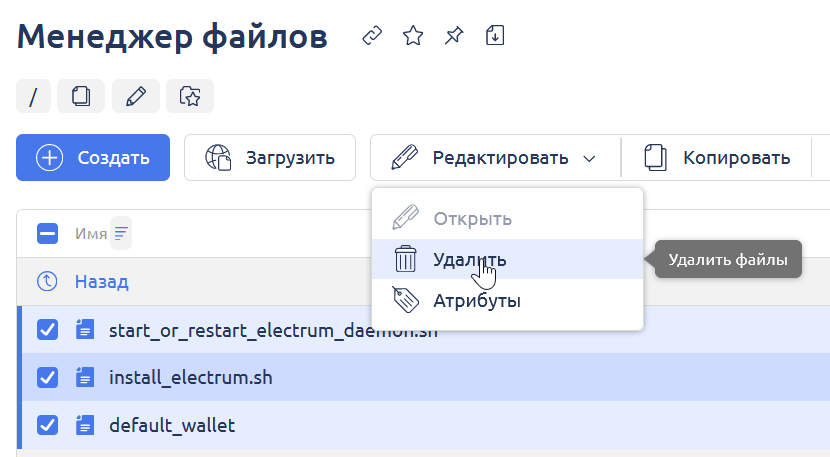 Менеджер файлов
/
Создать
Загрузить
Редактировать
Копировать
Открыть
Имя
Удалить
Удалить файлы
Назад
Атрибуты
start_or_restart_electrum_daemon.sh
install_electrum.sh
default_wallet